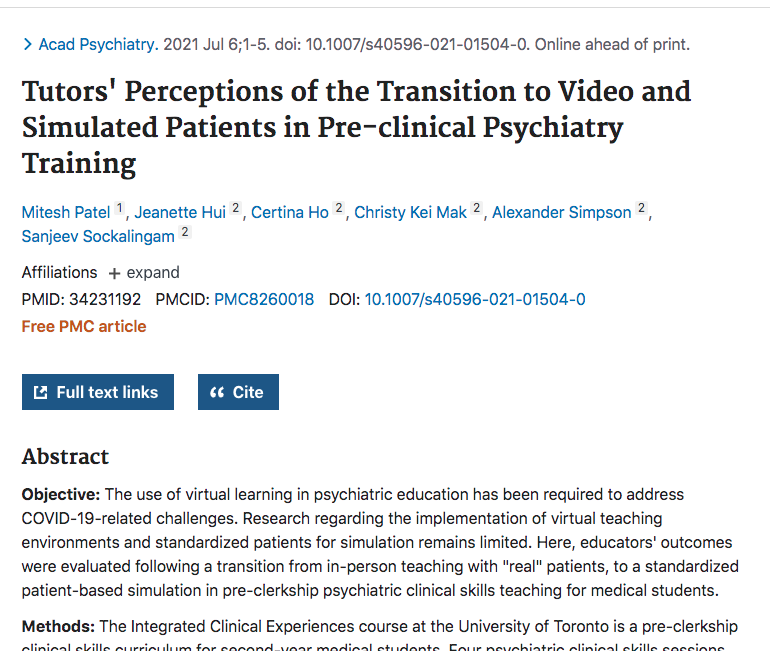 > Acad Psychiatry. 2021 Jul 6;1-5. doi: 10.1007/s40596-021-01504-0. Online ahead of print.
Tutors' Perceptions of the Transition to Video and
Simulated Patients in Pre-clinical Psychiatry
Training
Mitesh Patel 1, Jeanette Hui 2, Certina Ho 2, Christy Kei Mak 2, Alexander Simpson 2,
Sanjeev Sockalingam 2
Affiliations + expand
PMID: 34231192 PMCID: PMC8260018 DOI: 10.1007/s40596-021-01504-0
Free PMC article
Full text links “ Cite
Abstract
Objective: The use of virtual learning in psychiatric education has been required to address
COVID-19-related challenges. Research regarding the implementation of virtual teaching
environments and standardized patients for simulation remains limited. Here, educators' outcomes
were evaluated following a transition from in-person teaching with "real" patients, to a standardized
patient-based simulation in pre-clerkship psychiatric clinical skills teaching for medical students.
Methods: The Integrated Clinical Experiences course at the University of Toronto is a pre-clerkship
clinical skills curriculum for second-year medical students. Four psychiatric clinical skills sessions